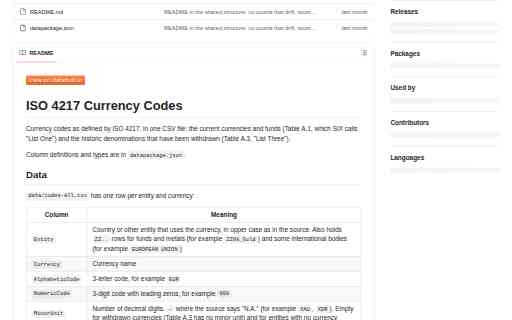 README.md README in the shared structure: no counts that drift, sourc... last month
datapackage.json README in the shared structure: no counts that drift, sourc... last month
README
ISO 4217 Currency Codes
Currency codes as defined by ISO 4217, in one CSV file: the current currencies and funds (Table A.1, which SIX calls
"List One") and the historic denominations that have been withdrawn (Table A.3, "List Three").
Column definitions and types are in datapackage.json.
Data
data/codes-all.csv has one row per entity and currency:
Column Meaning
Entity Country or other entity that uses the currency, in upper case as in the source. Also holds
ZZ.. rows for funds and metals (for example ZZ08_Gold) and some international bodies
(for example EUROPEAN UNION)
Currency Currency name
AlphabeticCode 3-letter code, for example EUR
NumericCode 3-digit code with leading zeros, for example
MinorUnit Number of decimal digits. - where the source says "N.A." (for example XAU, XDR). Empty
for withdrawn currencies (Table A.3 has no minor unit) and for entities with no currency
Releases
Packages
Used by
Contributors
Languages